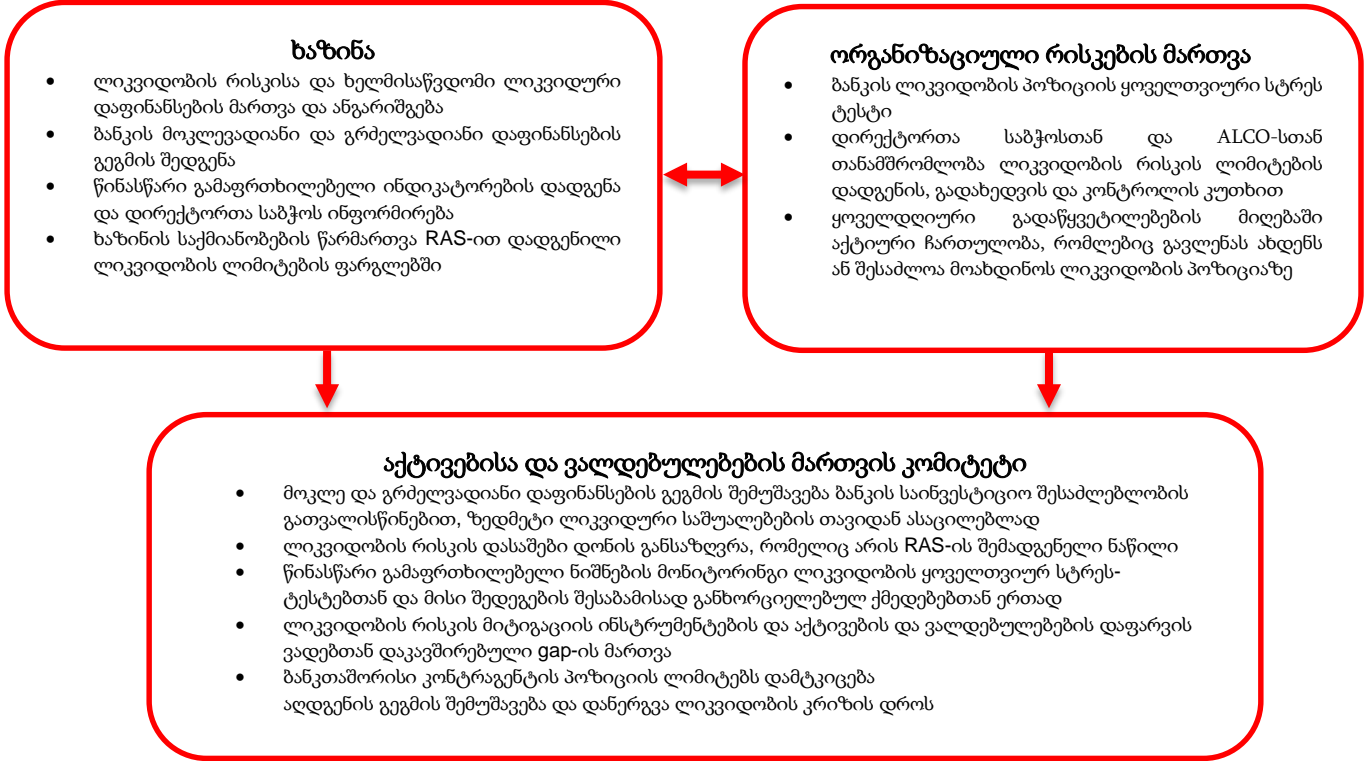 ხაზინა
• ლიკვიდობის რისკისა და ხელმისაწვდომი ლიკვიდური
დაფინანსების მართვა და ანგარიშგება
• ბანკის მოკლევადიანი და გრძელვადიანი დაფინანსების
გეგმის შედგენა
• წინასწარი გამაფრთხილებელი ინდიკატორების დადგენა
და დირექტორთა საბჭოს ინფორმირება
• ხაზინის საქმიანობების წარმართვა RAS-ით დადგენილი
ლიკვიდობის ლიმიტების ფარგლებში
ორგანიზაციული რისკების მართვა
• ბანკის ლიკვიდობის პოზიციის ყოველთვიური სტრეს
ტესტი
• დირექტორთა საბჭოსთან და ALCO-სთან
თანამშრომლობა ლიკვიდობის რისკის ლიმიტების
დადგენის, გადახედვის და კონტროლის კუთხით
• ყოველდღიური გადაწყვეტილებების მიღებაში
აქტიური ჩართულობა, რომლებიც გავლენას ახდენს
ან შესაძლოა მოახდინოს ლიკვიდობის პოზიციაზე
აქტივებისა და ვალდებულებების მართვის კომიტეტი
• მოკლე და გრძელვადიანი დაფინანსების გეგმის შემუშავება ბანკის საინვესტიციო შესაძლებლობის
გათვალისწინებით, ზედმეტი ლიკვიდური საშუალებების თავიდან ასაცილებლად
• ლიკვიდობის რისკის დასაშები დონის განსაზღვრა, რომელიც არის RAS-ის შემადგენელი ნაწილი
• წინასწარი გამაფრთხილებელი ნიშნების მონიტორინგი ლიკვიდობის ყოველთვიურ სტრეს-
ტესტებთან და მისი შედეგების შესაბამისად განხორციელებულ ქმედებებთან ერთად
• ლიკვიდობის რისკის მიტიგაციის ინსტრუმენტების და აქტივების და ვალდებულებების დაფარვის
ვადებთან დაკავშირებული gap-ის მართვა
• ბანკთაშორისი კონტრაგენტის პოზიციის ლიმიტებს დამტკიცება
აღდგენის გეგმის შემუშავება და დანერგვა ლიკვიდობის კრიზის დროს